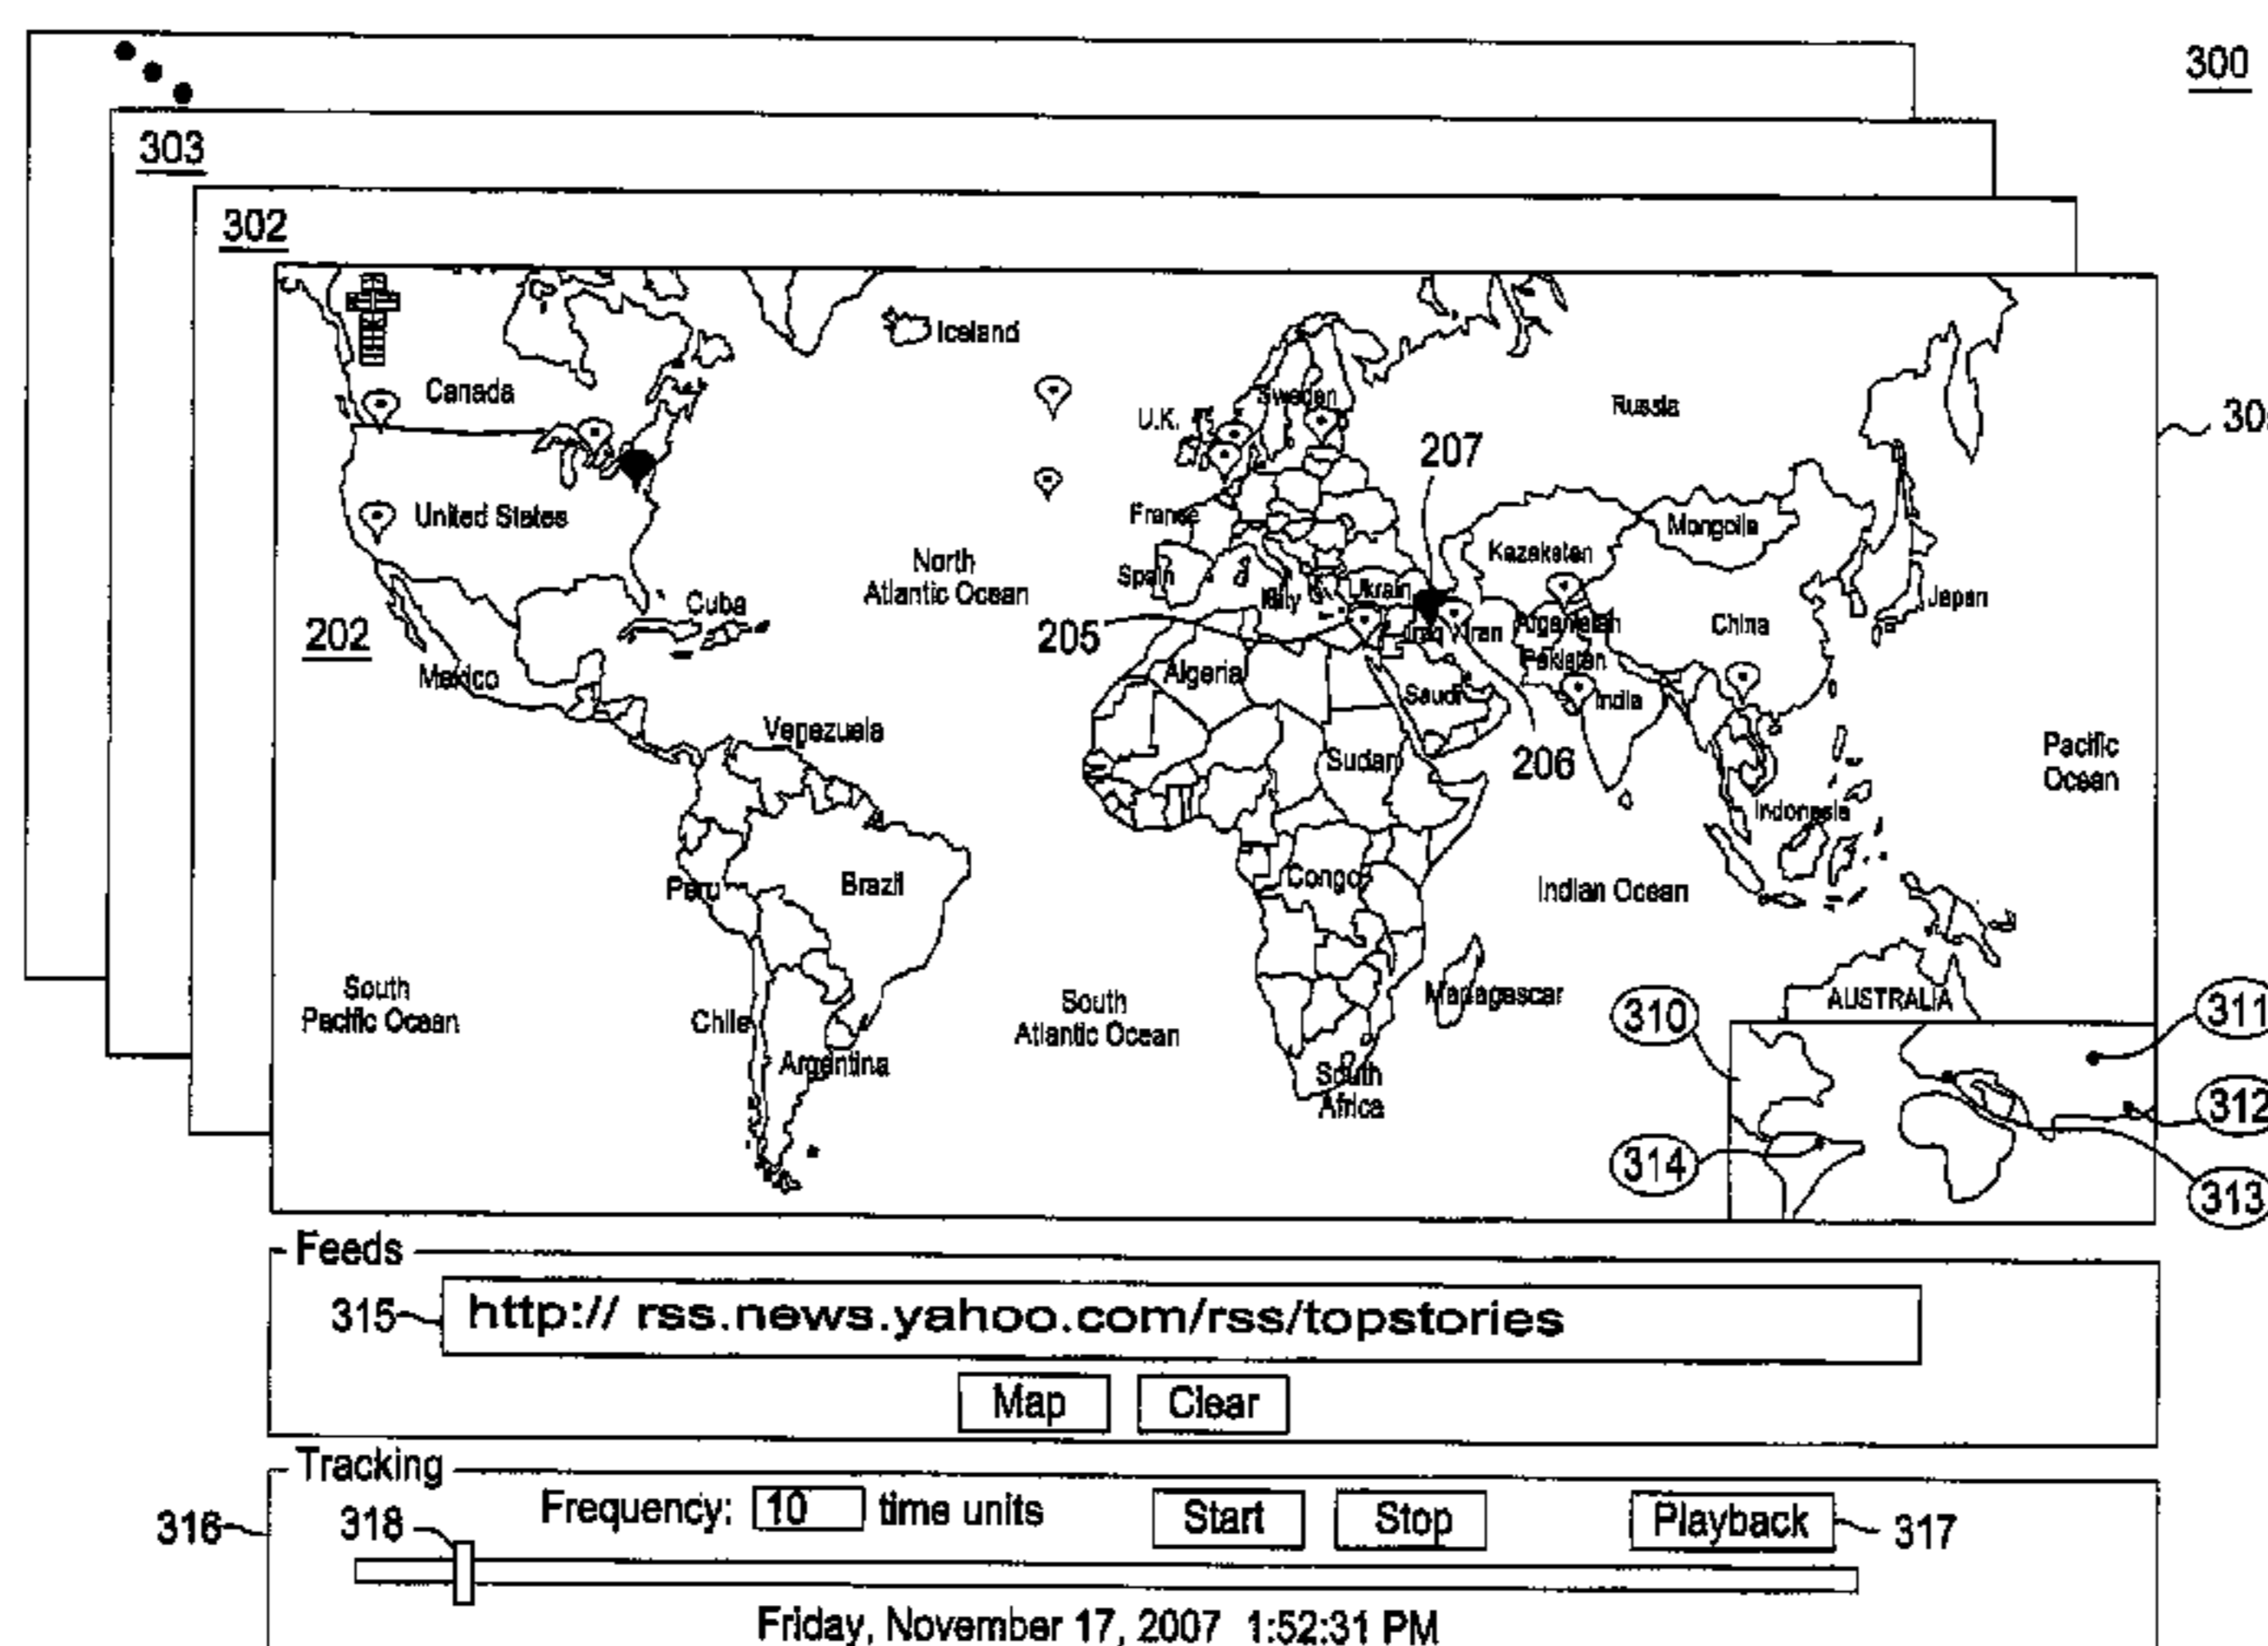 300
303
302
Iceland
Canada
Sweden
U.K.
Russia
30
207
United States
France
Mongolia
Kazakstan
North
Atlantic Ocean
Spain
Italy
Ukrain
Japan
Cuba
202
205
Iraq
Iran
Afganistan
China
Mexico
Algeria
Pakistan
Saudi
India
Venezuela
Sudan
206
Pacific
Ocean
Indonesia
Peru
Brazil
Congo
Indian Ocean
South
Pacific Ocean
Chile
South
Atlantic Ocean
Madagascar
AUSTRALIA
310
311
Argentina
South
Africa
312
314
313
Feeds
315
http:// rss.news.yahoo.com/rss/topstories
Map
Clear
Tracking
316
318
Frequency: 10 time units
Start
Stop
Playback
317
Friday, November 17, 2007 1:52:31 PM